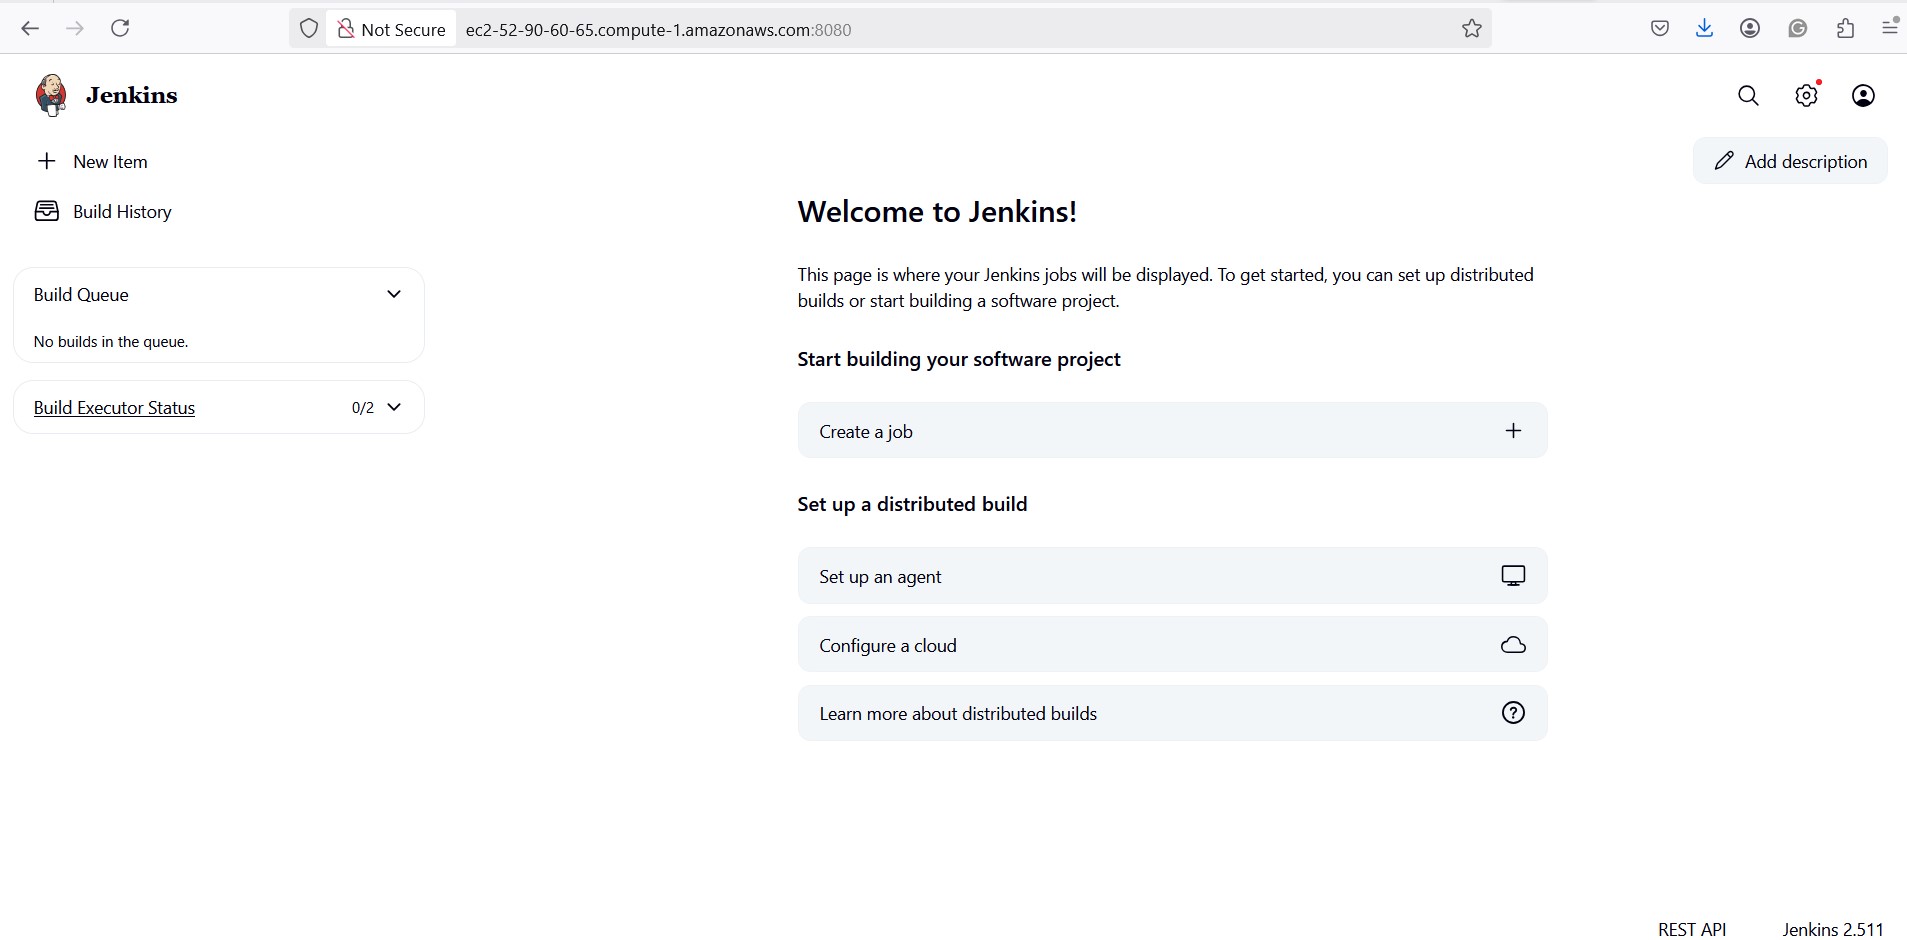 Not Secure ec2-52-90-60-65.compute-1.amazonaws.com:8080
Jenkins
New Item
Add description
Build History
Welcome to Jenkins!
This page is where your Jenkins jobs will be displayed. To get started, you can set up distributed
builds or start building a software project.
Build Queue
No builds in the queue.
Build Executor Status 0/2
Start building your software project
Create a job
Set up a distributed build
Set up an agent
Configure a cloud
Learn more about distributed builds
REST API Jenkins 2.511